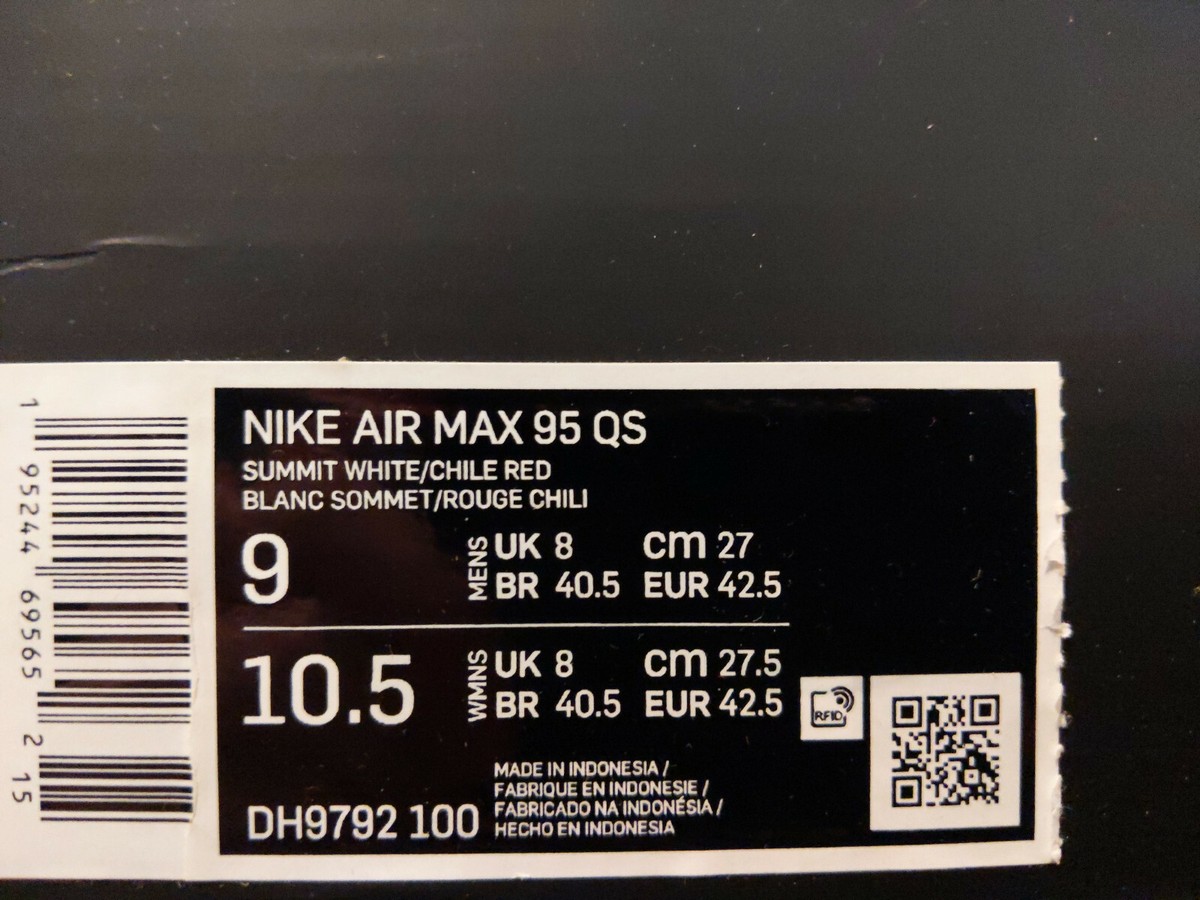 1 95244 69565 2 15
NIKE AIR MAX 95 QS
SUMMIT WHITE/CHILE RED
BLANC SOMMET/ROUGE CHILI
9 MENS UK 8 cm 27
BR 40.5 EUR 42.5
10.5 WMNS UK 8 cm 27.5
BR 40.5 EUR 42.5
RFID
MADE IN INDONESIA /
FABRIQUE EN INDONESIE /
FABRICADO NA INDONÉSIA /
HECHO EN INDONESIA
DH9792 100